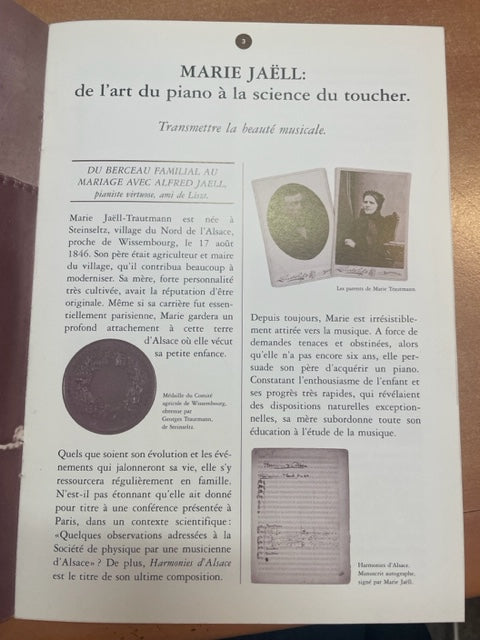 3
MARIE JAËLL:
de l'art du piano à la science du toucher.
Transmettre la beauté musicale.
DU BERCEAU FAMILIAL AU
MARIAGE AVEC ALFRED JAELL,
pianiste virtuose, ami de Liszt.
Marie Jaëll-Trautmann est née à
Steinseltz, village du Nord de l'Alsace,
proche de Wissembourg, le 17 août
1846. Son père était agriculteur et maire
du village, qu'il contribua beaucoup à
moderniser. Sa mère, forte personnalité
très cultivée, avait la réputation d'être
originale. Même si sa carrière fut essen-
tiellement parisienne, Marie gardera un
profond attachement à cette terre
d'Alsace où elle vécut
sa petite enfance.
Médaille du Comité
agricole de Wissembourg,
obtenue par
Georges Trautmann,
de Steinseltz.
Quels que soient son évolution et les évé-
nements qui jalonneront sa vie, elle s'y
ressourcera régulièrement en famille.
N'est-il pas étonnant qu'elle ait donné
pour titre à une conférence présentée à
Paris, dans un contexte scientifique:
«Quelques observations adressées à la
Société de physique par une musicienne
d'Alsace»? De plus, Harmonies d'Alsace
est le titre de son ultime composition.
Les parents de Marie Trautmann.
Depuis toujours, Marie est irrésistible-
ment attirée vers la musique. A force de
demandes tenaces et obstinées, alors
qu'elle n'a pas encore six ans, elle per-
suade son père d'acquérir un piano.
Constatant l'enthousiasme de l'enfant et
ses progrès très rapides, qui révélaient
des dispositions naturelles exception-
nelles, sa mère subordonne toute son
éducation à l'étude de la musique.
Harmonies d'Alsace.
Manuscrit autographe,
signé par Marie Jaëll.